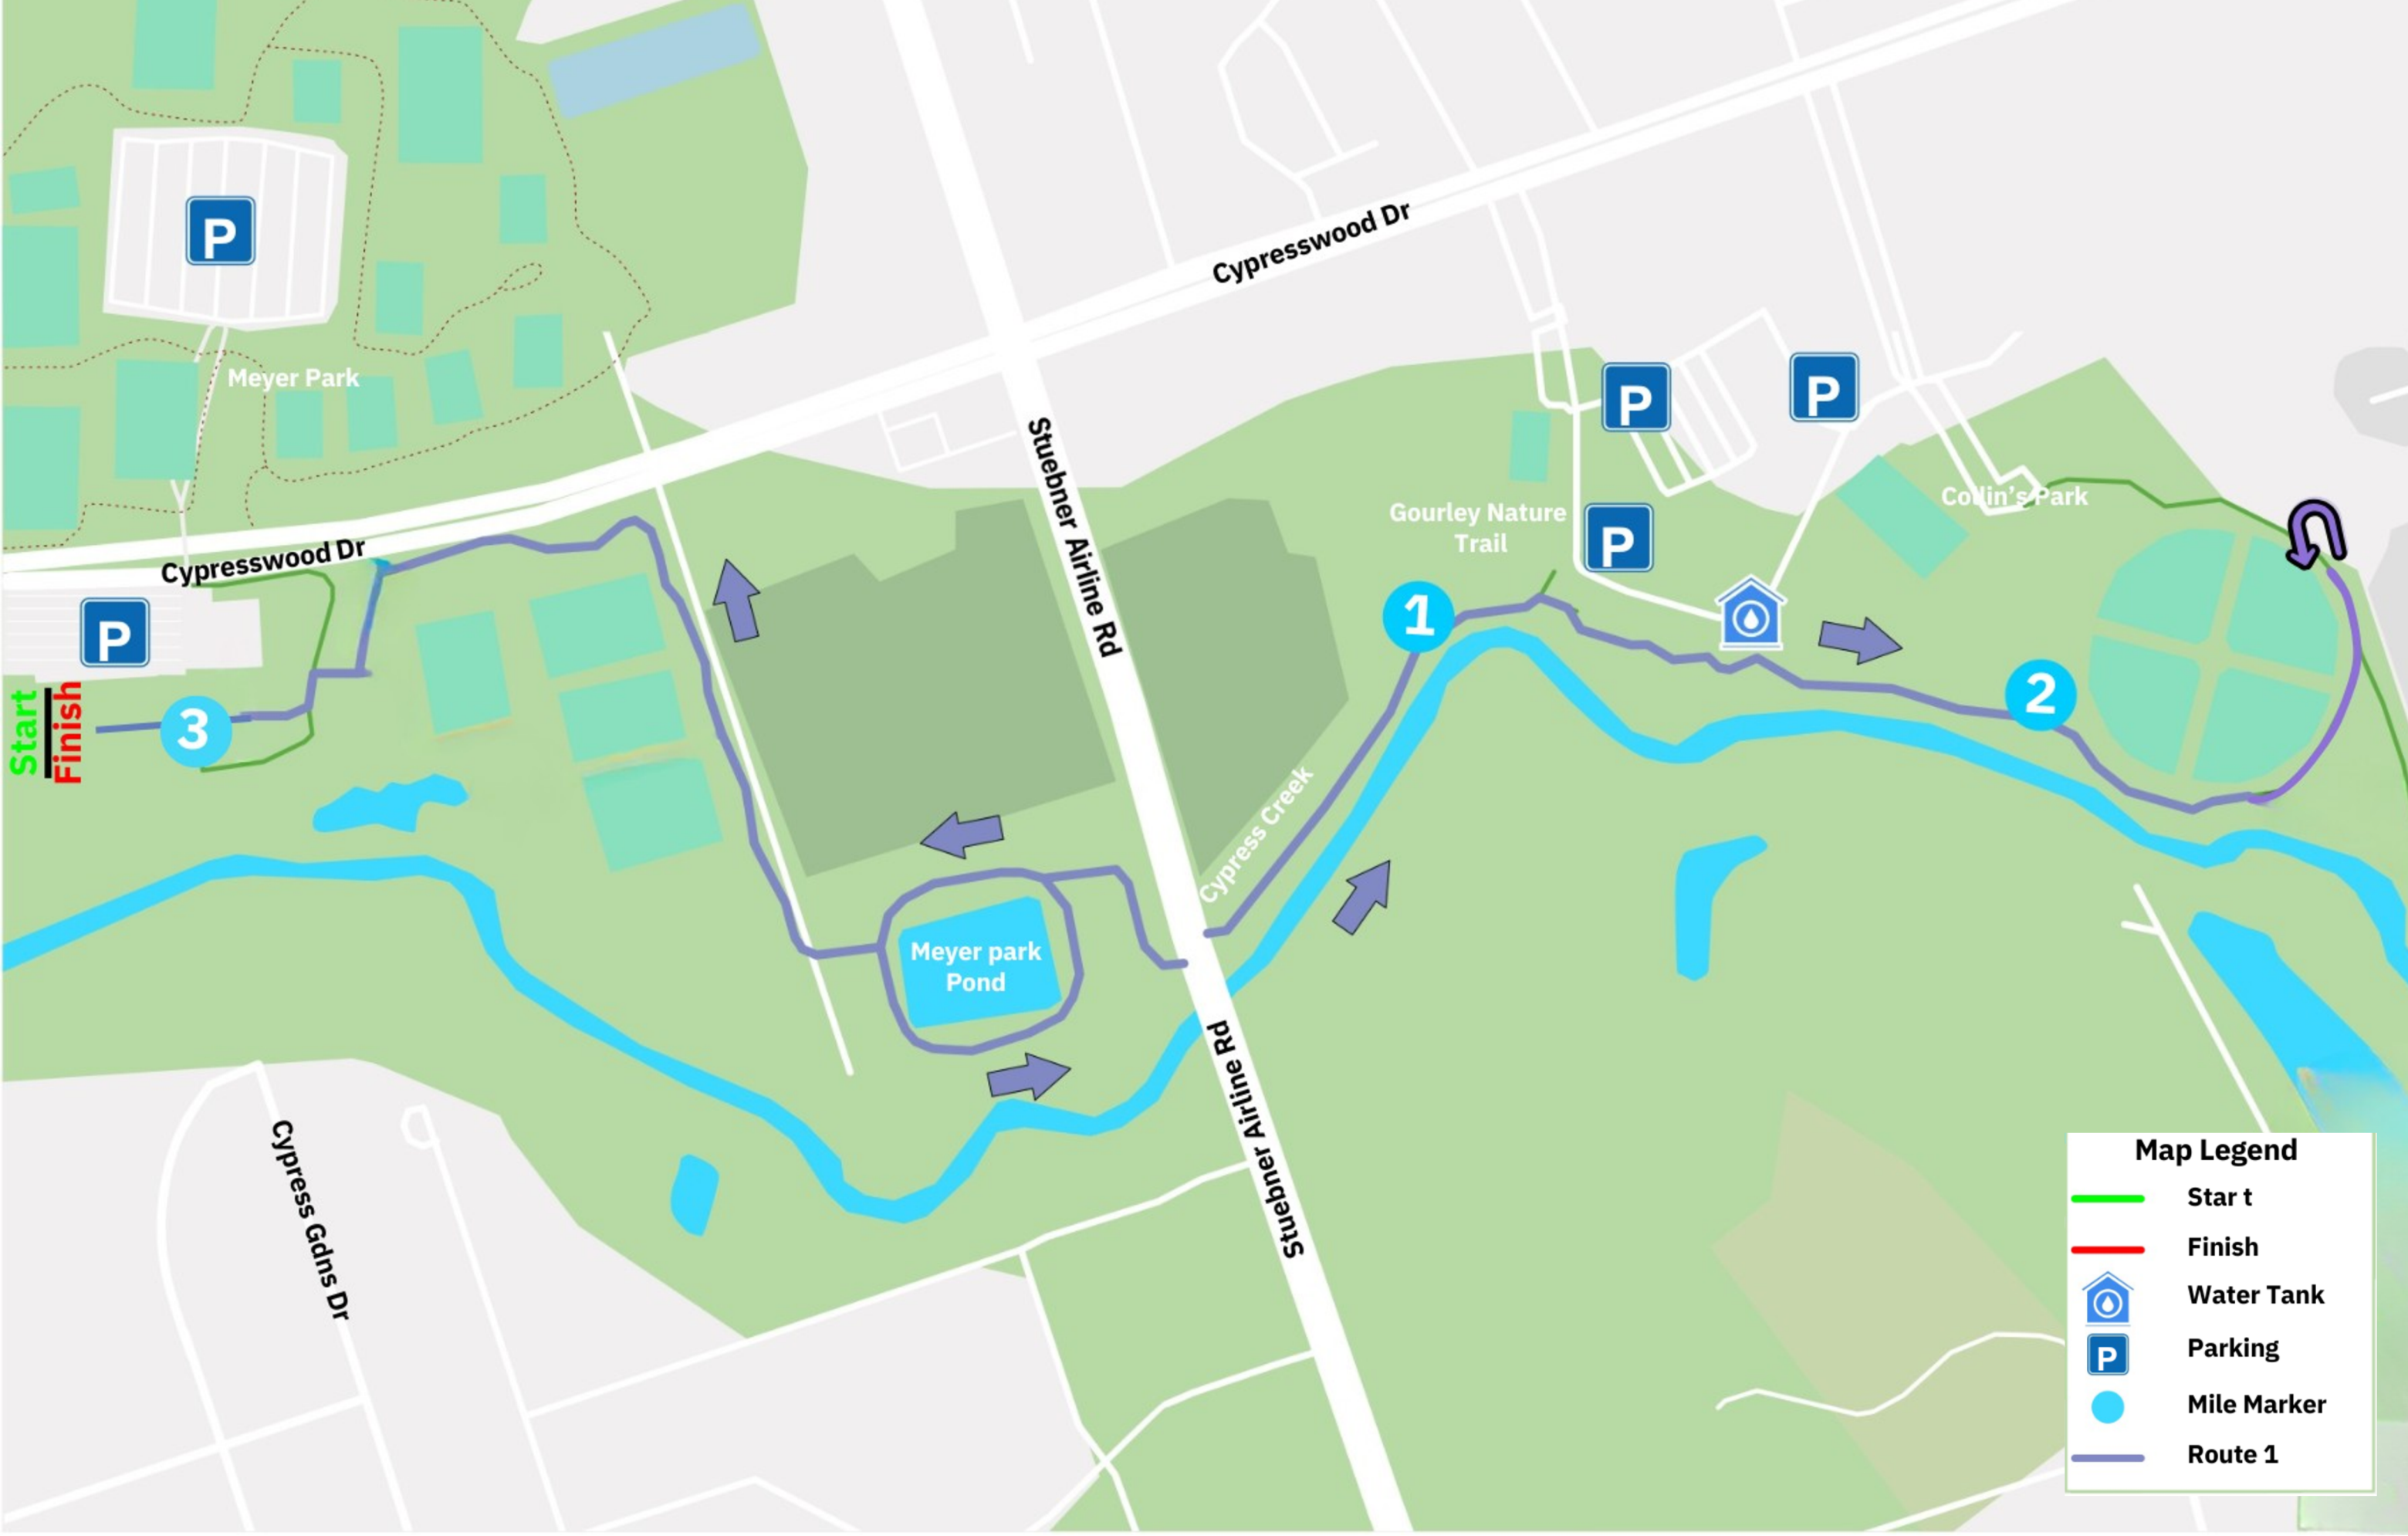 P
Meyer Park
Cypresswood Dr
Cypresswood Dr
P
Start
Finish
3
Stuebner Airline Rd
P
P
Gourley Nature
Trail
P
Collin's Park
1
2
Cypress Creek
Meyer park
Pond
Stuebner Airline Rd
Cypress Gdns Dr
Map Legend
Star t
Finish
Water Tank
P
Parking
Mile Marker
Route 1